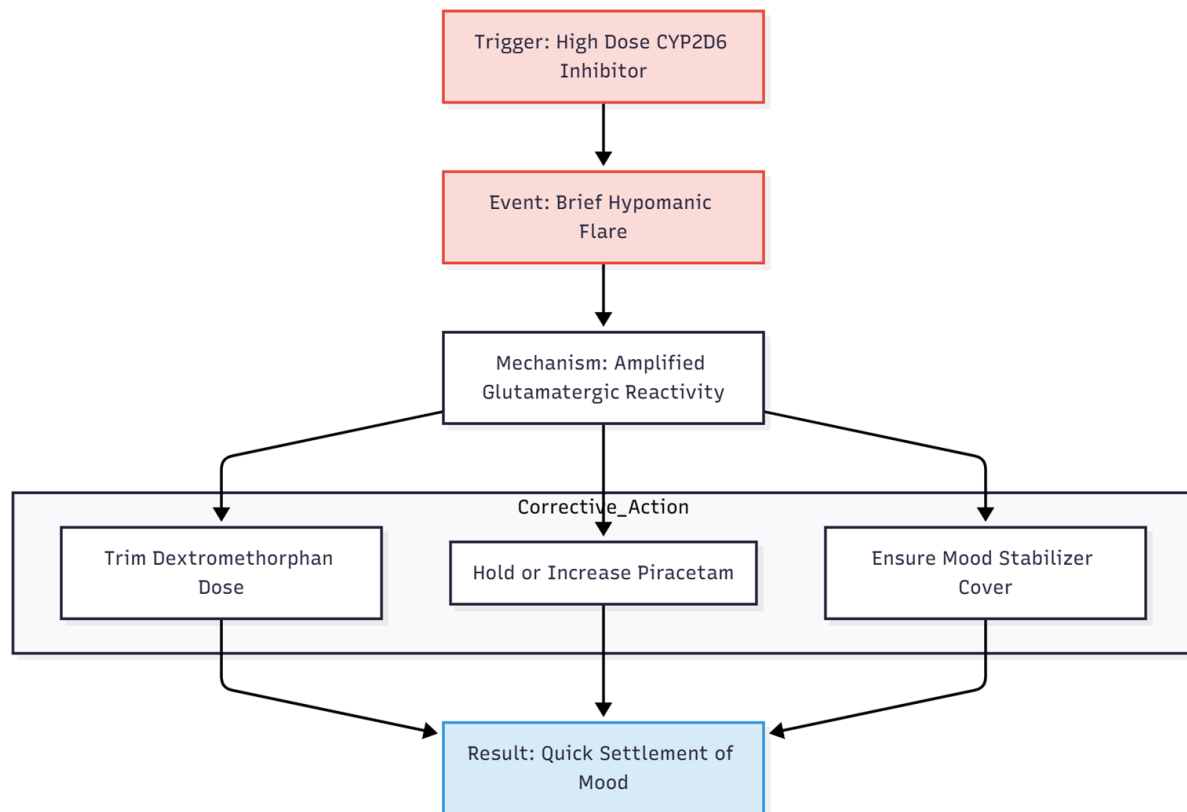 Trigger: High Dose CYP2D6
Inhibitor
Event: Brief Hypomanic
Flare
Mechanism: Amplified
Glutamatergic Reactivity
Corrective_Action
Trim Dextromethorphan
Dose
Hold or Increase Piracetam
Ensure Mood Stabilizer
Cover
Result: Quick Settlement of
Mood